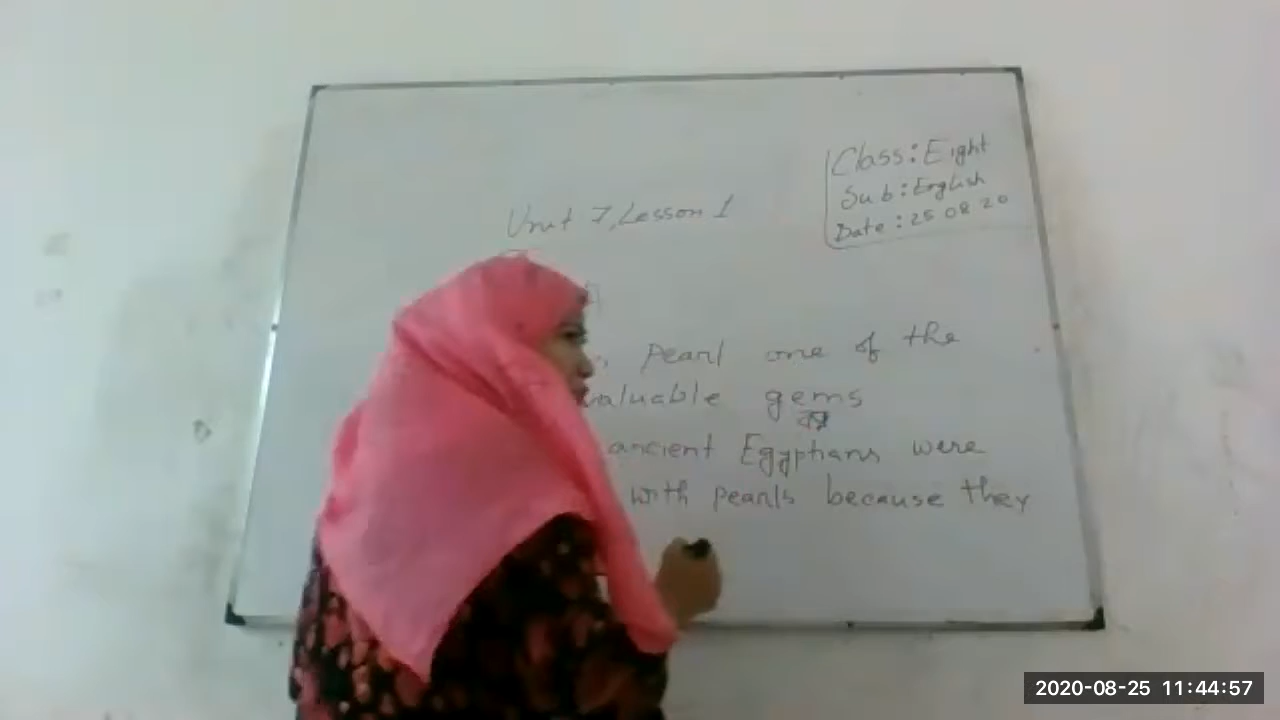 Class: Eight
Sub: English
Date: 25 08 20
Unit 7, Lesson 1
Pearl one of the
valuable gems
ancient Egyptians were
with pearls because they
2020-08-25 11:44:57